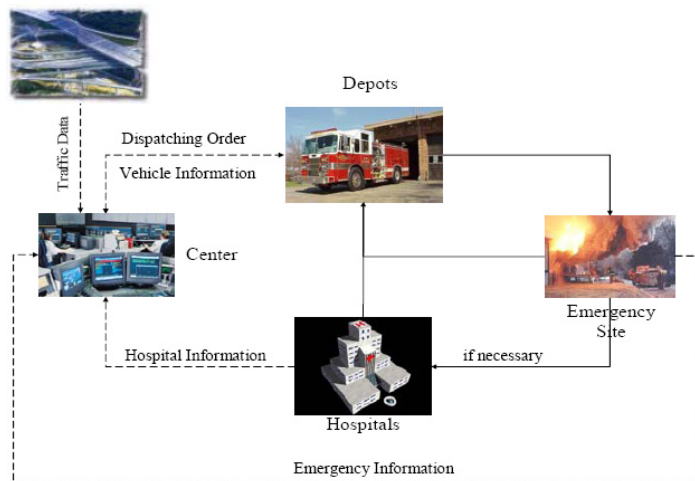 Depots
Traffic Data
Dispatching Order
Vehicle Information
Center
Emergency
Site
Hospital Information
if necessary
Hospitals
Emergency Information